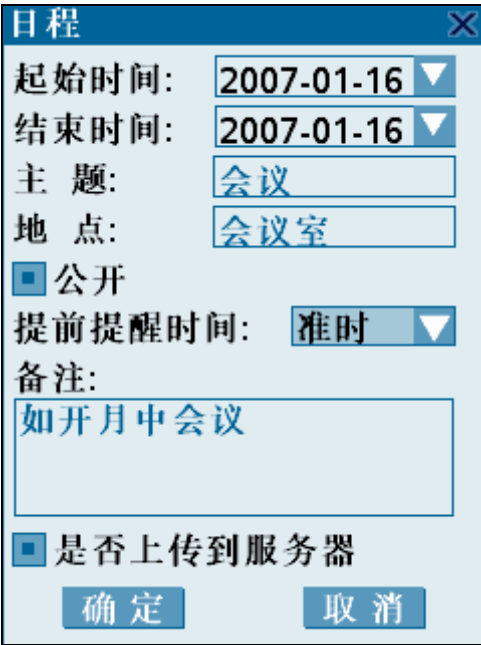 日程
起始时间: 2007-01-16
结束时间: 2007-01-16
主 题: 会议
地 点: 会议室
公开
提前提醒时间: 准时
备注:
如开月中会议
是否上传到服务器
确 定 取 消